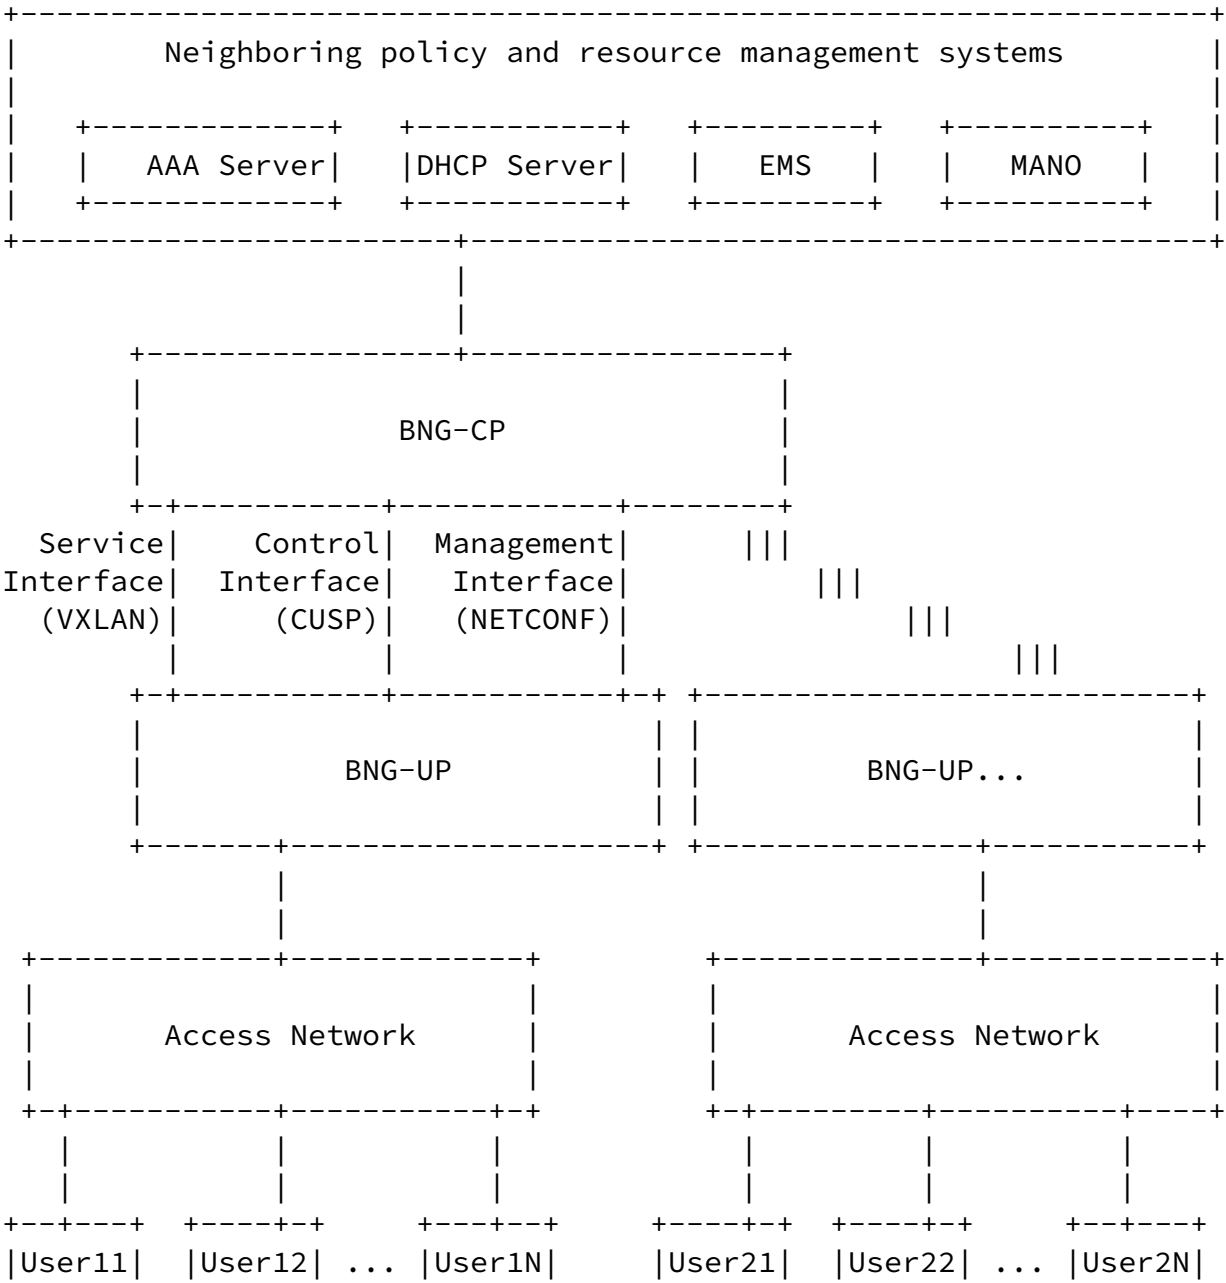 Neighboring policy and resource management systems
AAA Server DHCP Server EMS MANO
BNG-CP
Service Control Management
Interface Interface Interface
(VXLAN) (CUSP) (NETCONF)
BNG-UP BNG-UP...
Access Network Access Network
User11 User12 ... User1N User21 User22 ... User2N